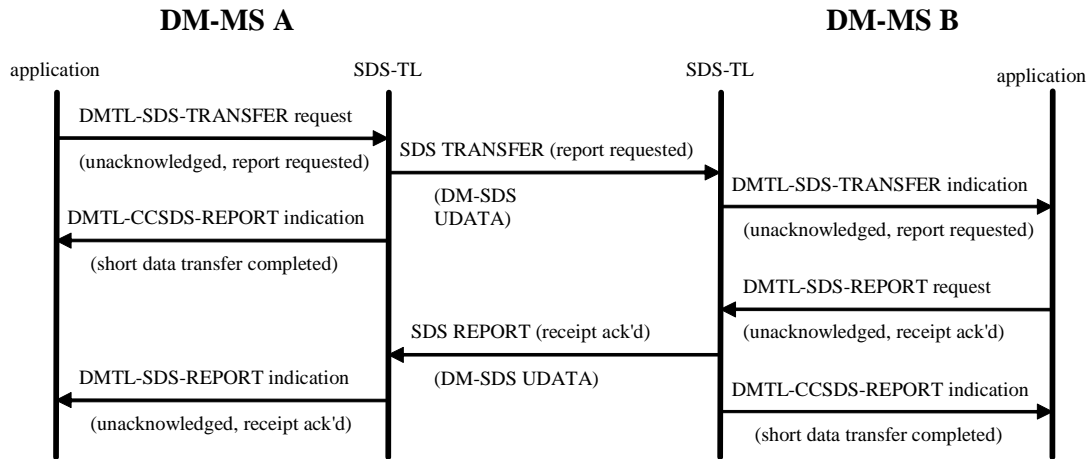 DM-MS A
DM-MS B
application
SDS-TL
SDS-TL
application
DMTL-SDS-TRANSFER request
(unacknowledged, report requested)
SDS TRANSFER (report requested)
(DM-SDS
UDATA)
DMTL-SDS-TRANSFER indication
(unacknowledged, report requested)
DMTL-CCSDS-REPORT indication
(short data transfer completed)
DMTL-SDS-REPORT request
(unacknowledged, receipt ack'd)
SDS REPORT (receipt ack'd)
(DM-SDS UDATA)
DMTL-SDS-REPORT indication
(unacknowledged, receipt ack'd)
DMTL-CCSDS-REPORT indication
(short data transfer completed)